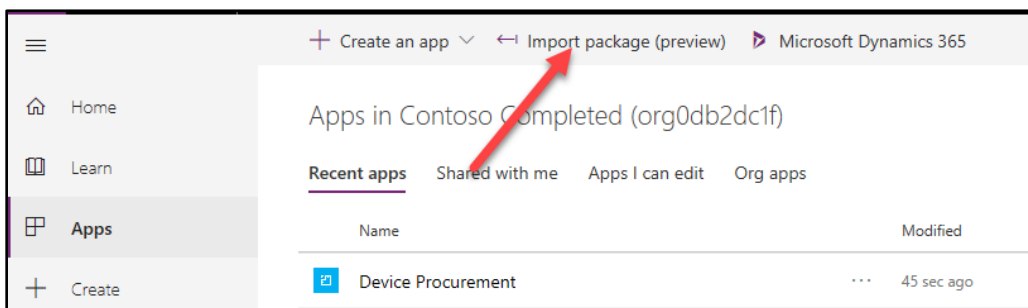 Create an app Import package (preview) Microsoft Dynamics 365
Home
Learn
Apps
Create
Apps in Contoso Completed (org0db2dc1f)
Recent apps Shared with me Apps I can edit Org apps
Name Modified
Device Procurement ... 45 sec ago